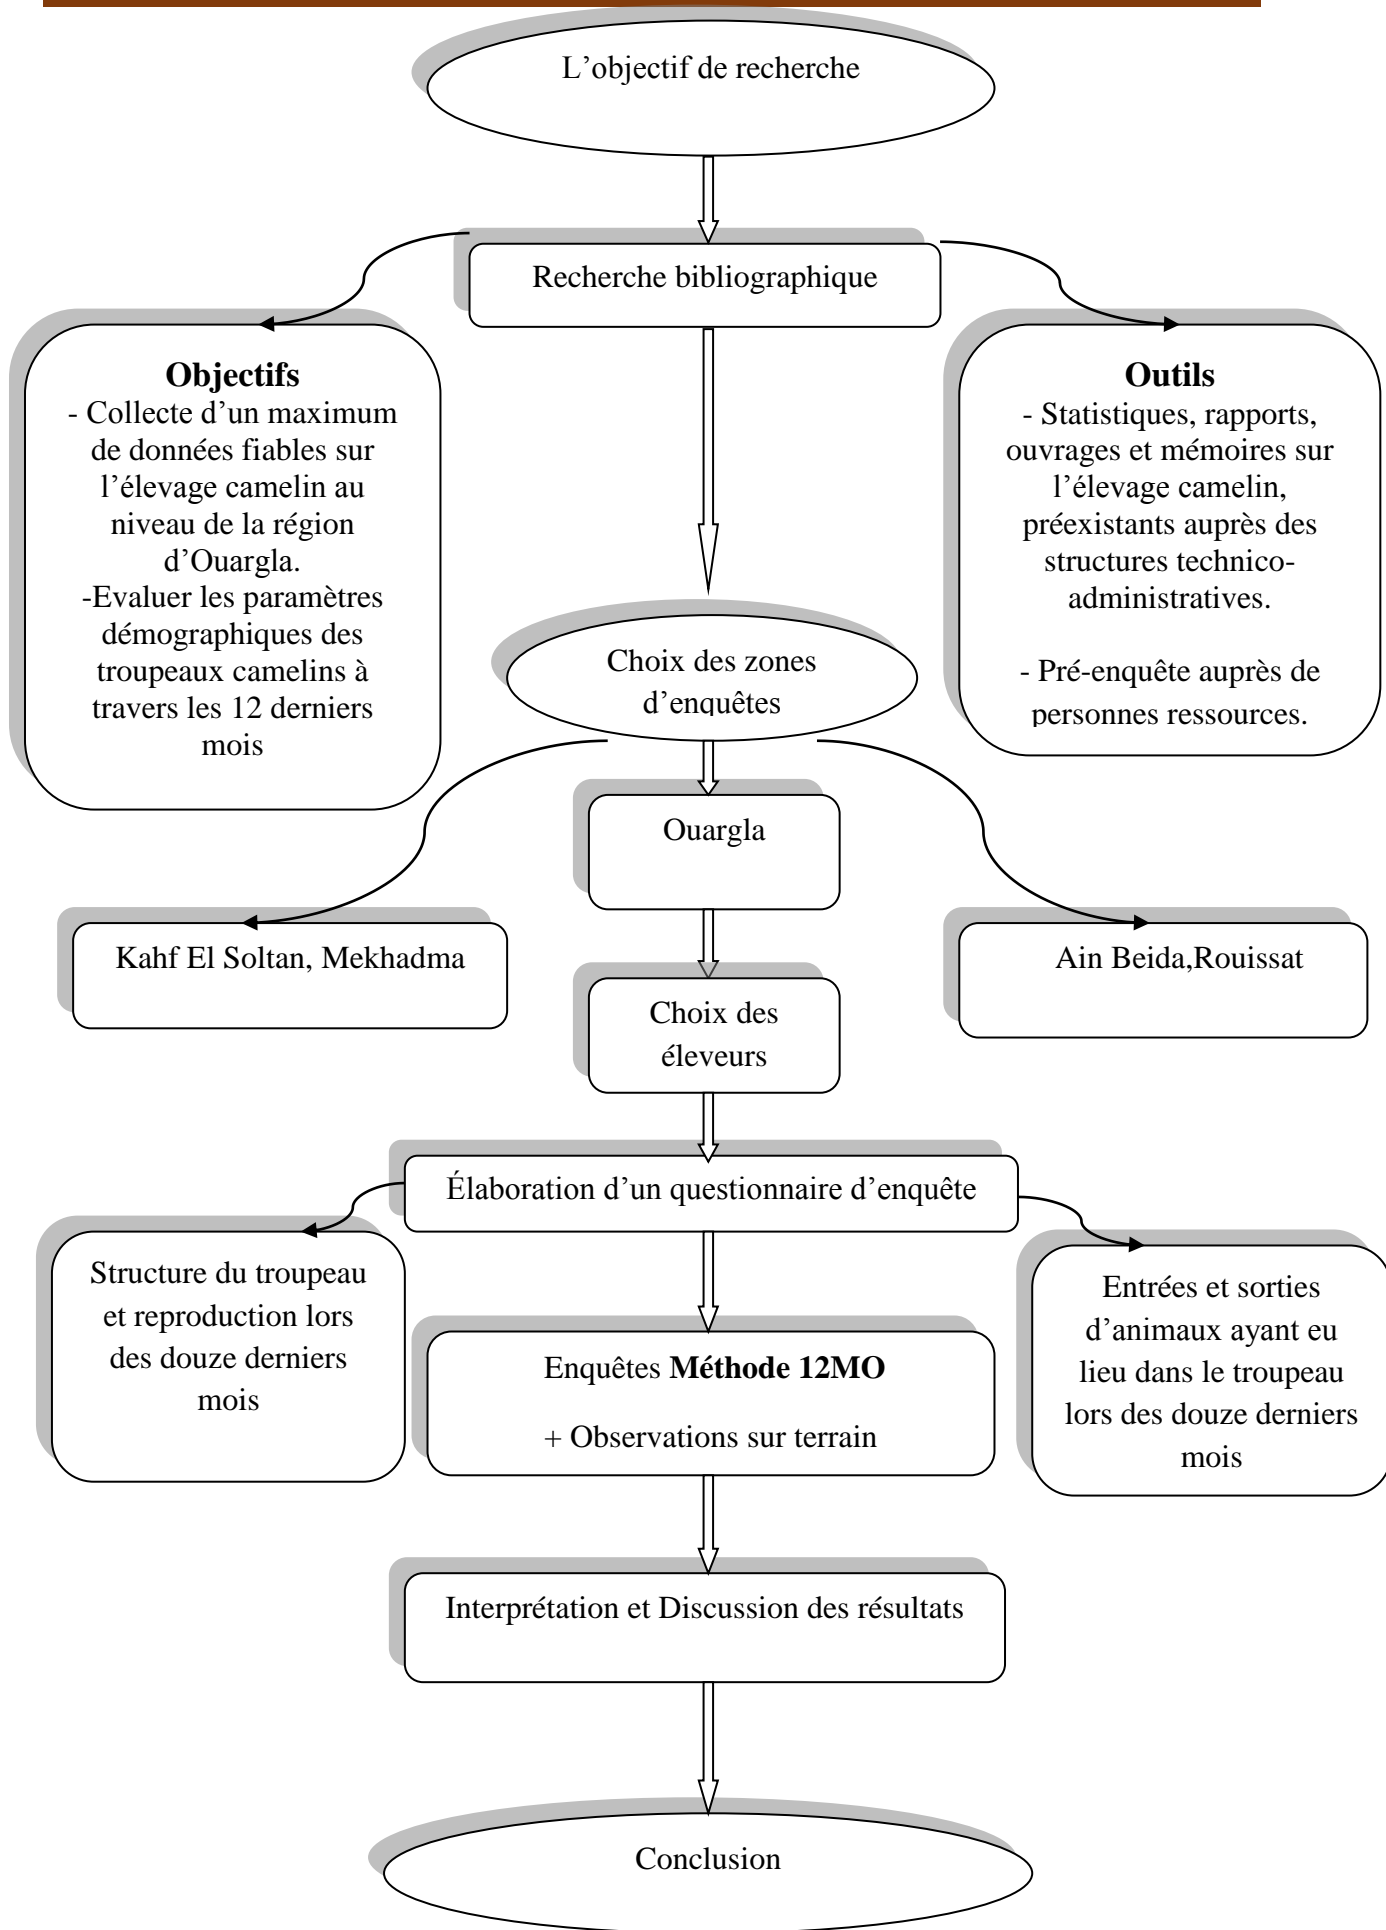 L’objectif de recherche
Recherche bibliographique
Objectifs
- Collecte d’un maximum
de données fiables sur
l’élevage camelin au
niveau de la région
d’Ouargla.
-Evaluer les paramètres
démographiques des
troupeaux camelins à
travers les 12 derniers
mois
Outils
- Statistiques, rapports,
ouvrages et mémoires sur
l’élevage camelin,
préexistants auprès des
structures technico-
administratives.
- Pré-enquête auprès de
personnes ressources.
Choix des zones
d’enquêtes
Ouargla
Kahf El Soltan, Mekhadma
Ain Beida,Rouissat
Choix des
éleveurs
Élaboration d’un questionnaire d’enquête
Structure du troupeau
et reproduction lors
des douze derniers
mois
Entrées et sorties
d’animaux ayant eu
lieu dans le troupeau
lors des douze derniers
mois
Enquêtes Méthode 12MO
+ Observations sur terrain
Interprétation et Discussion des résultats
Conclusion